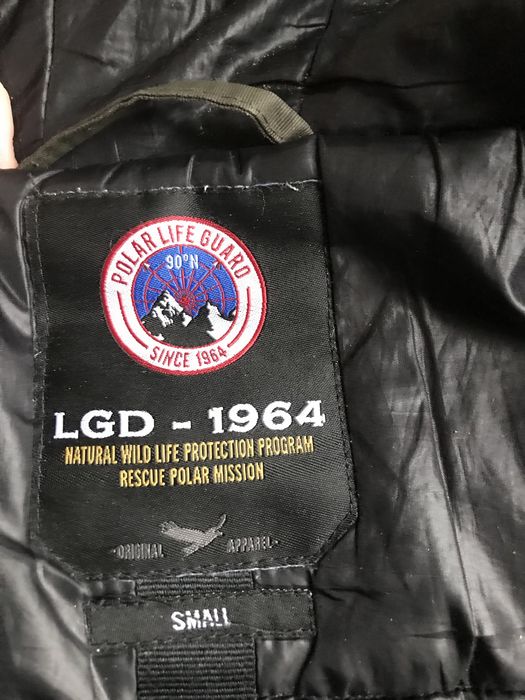 POLAR LIFE GUARD
90°N
SINCE 1964
LGD - 1964
NATURAL WILD LIFE PROTECTION PROGRAM
RESCUE POLAR MISSION
·ORIGINAL APPAREL·
SMALL